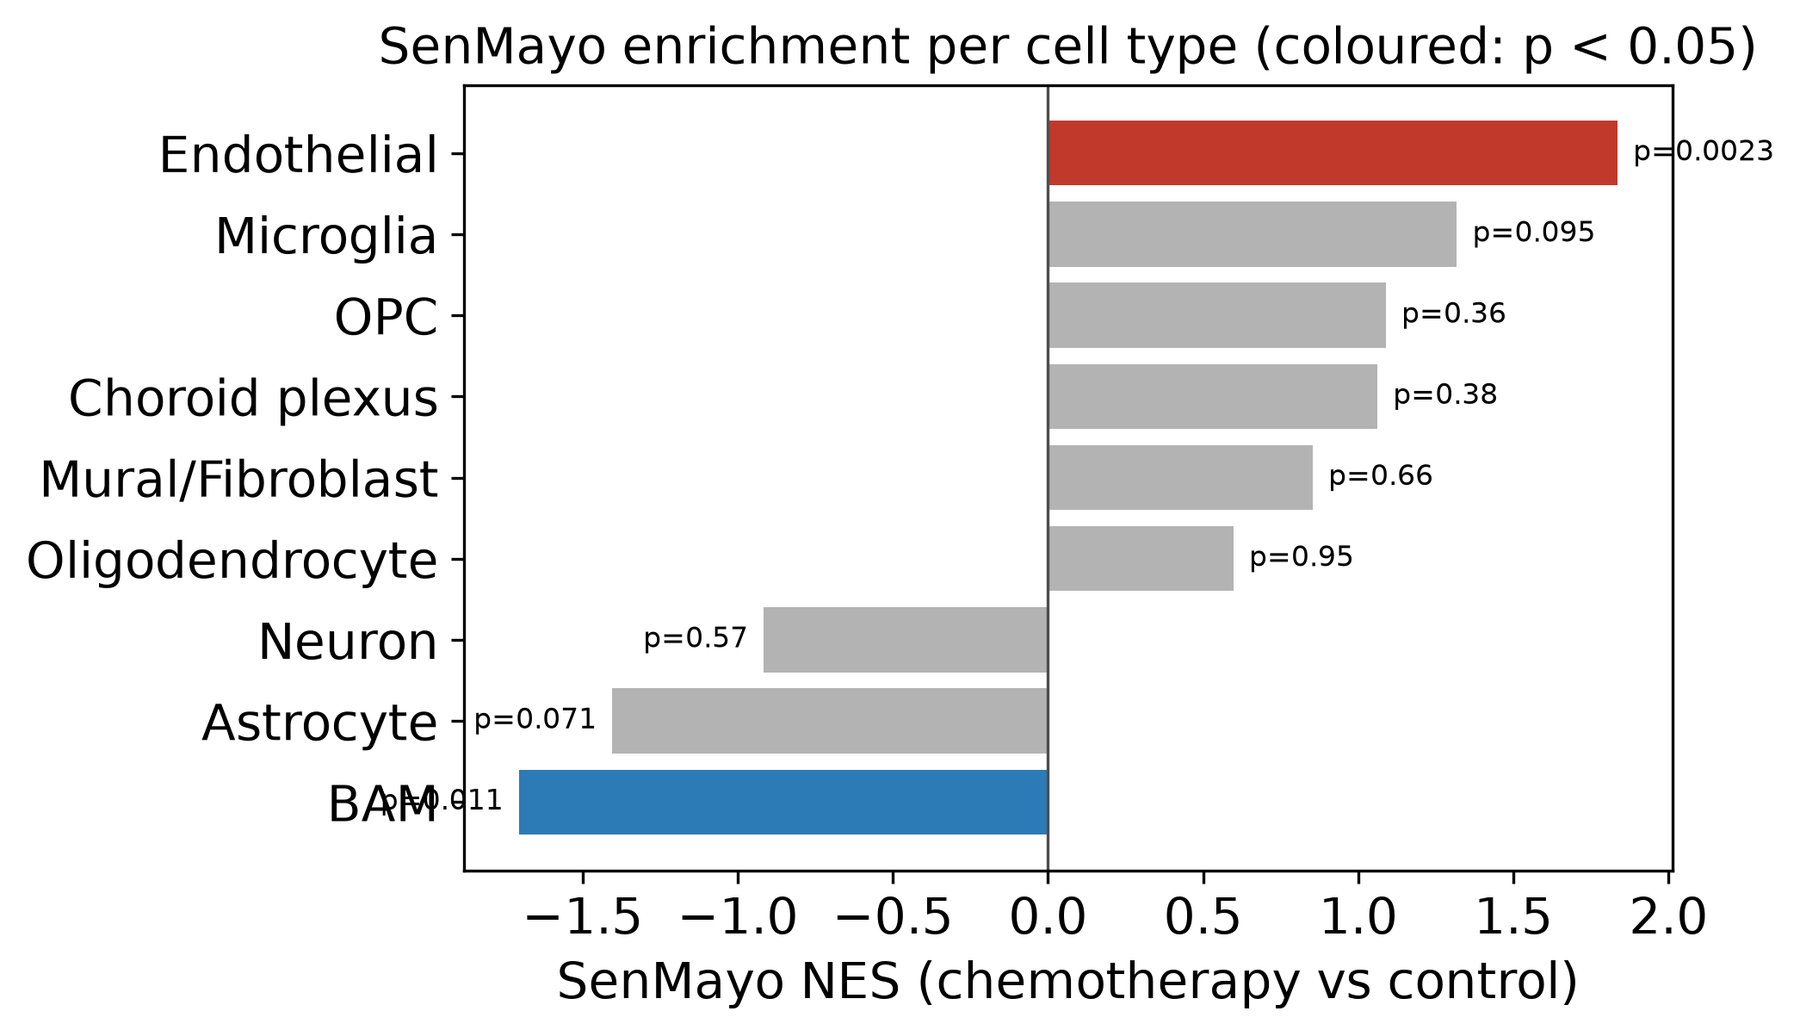 SenMayo enrichment per cell type (coloured: p < 0.05)
Endothelial
p=0.0023
Microglia
p=0.095
OPC
p=0.36
Choroid plexus
p=0.38
Mural/Fibroblast
p=0.66
Oligodendrocyte
p=0.95
Neuron
p=0.57
Astrocyte
p=0.071
BAM
p=0.011
−1.5 −1.0 −0.5 0.0 0.5 1.0 1.5 2.0
SenMayo NES (chemotherapy vs control)